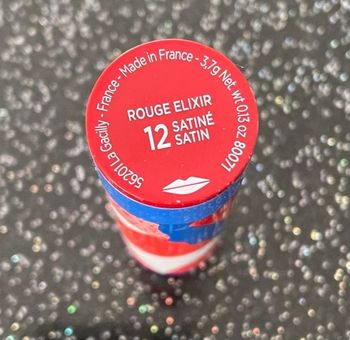 56201 La Gacilly - France - Made in France - 3,7g Net wt 0.13 oz 80071
ROUGE ELIXIR
12 SATINÉ
SATIN